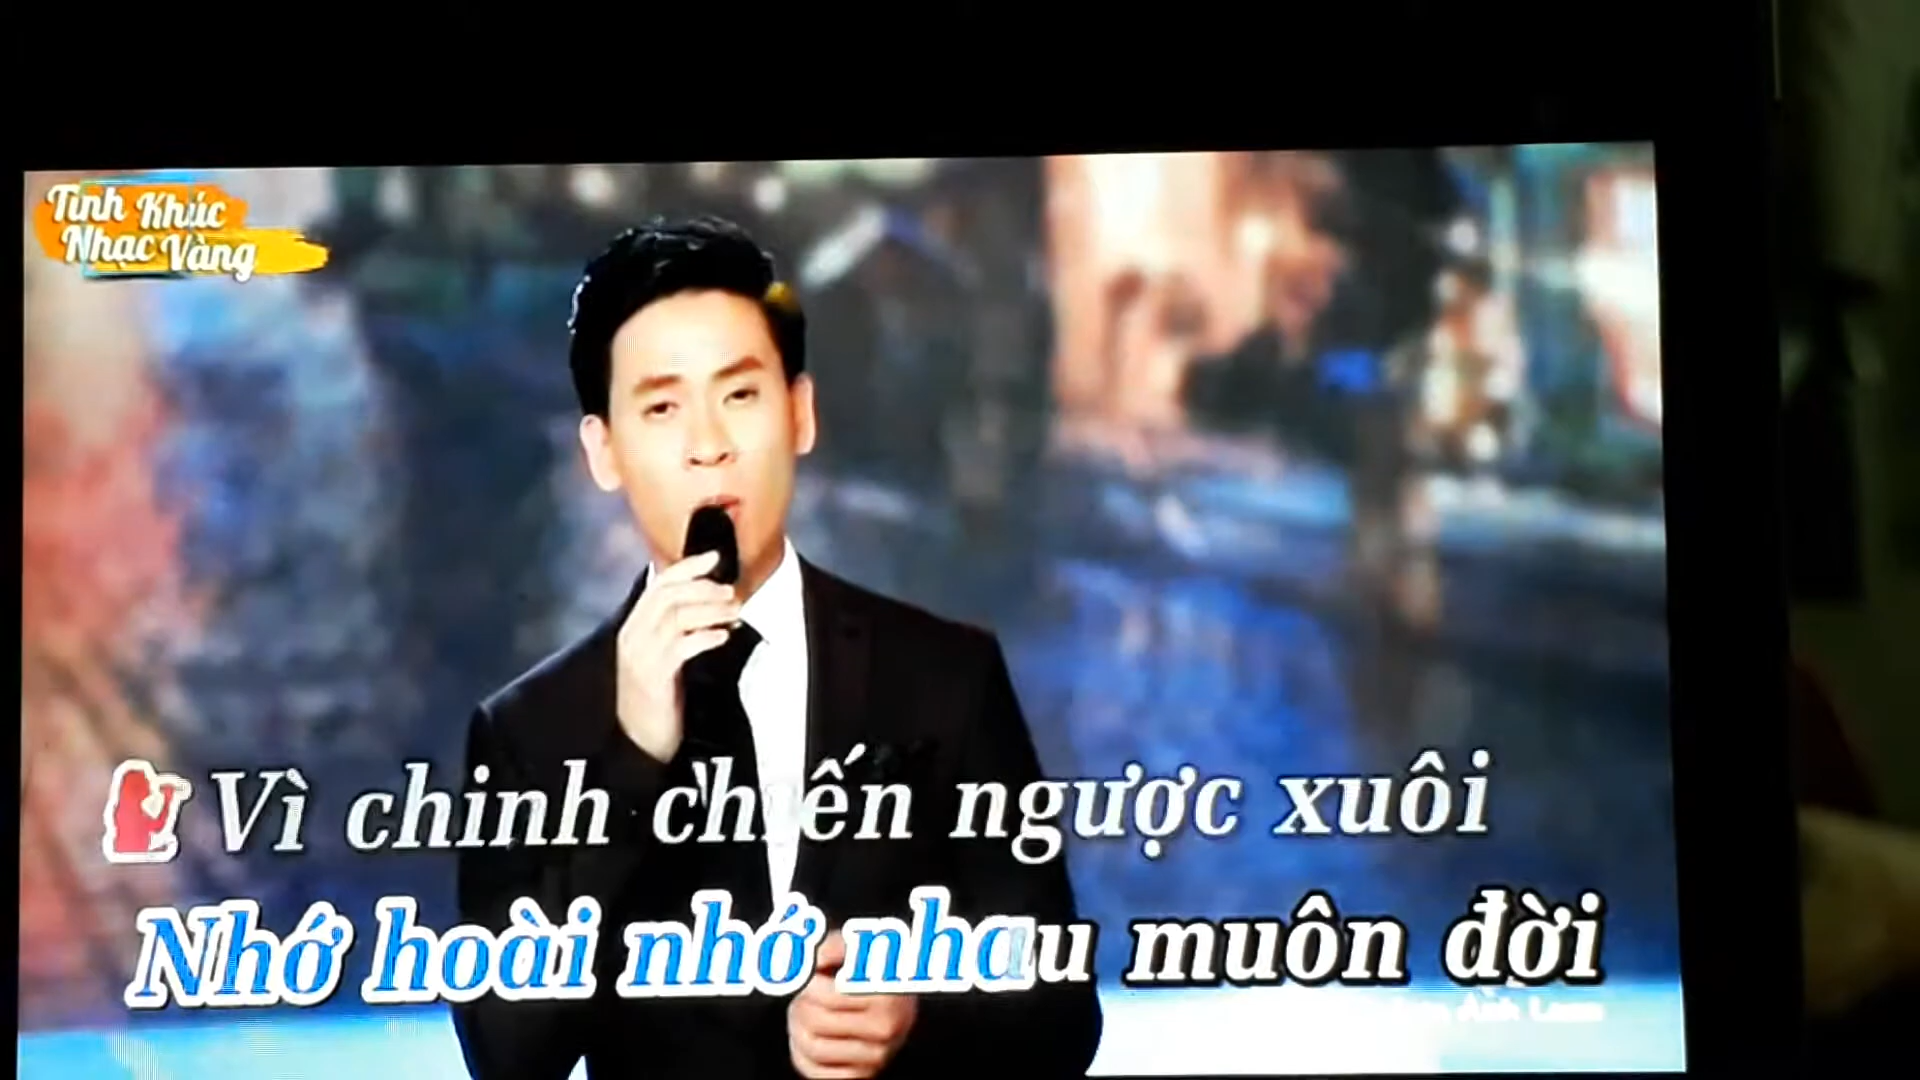 Tình Khúc
Nhạc Vàng
Vì chinh chiến ngược xuôi
Nhớ hoài nhớ nhau muôn đời